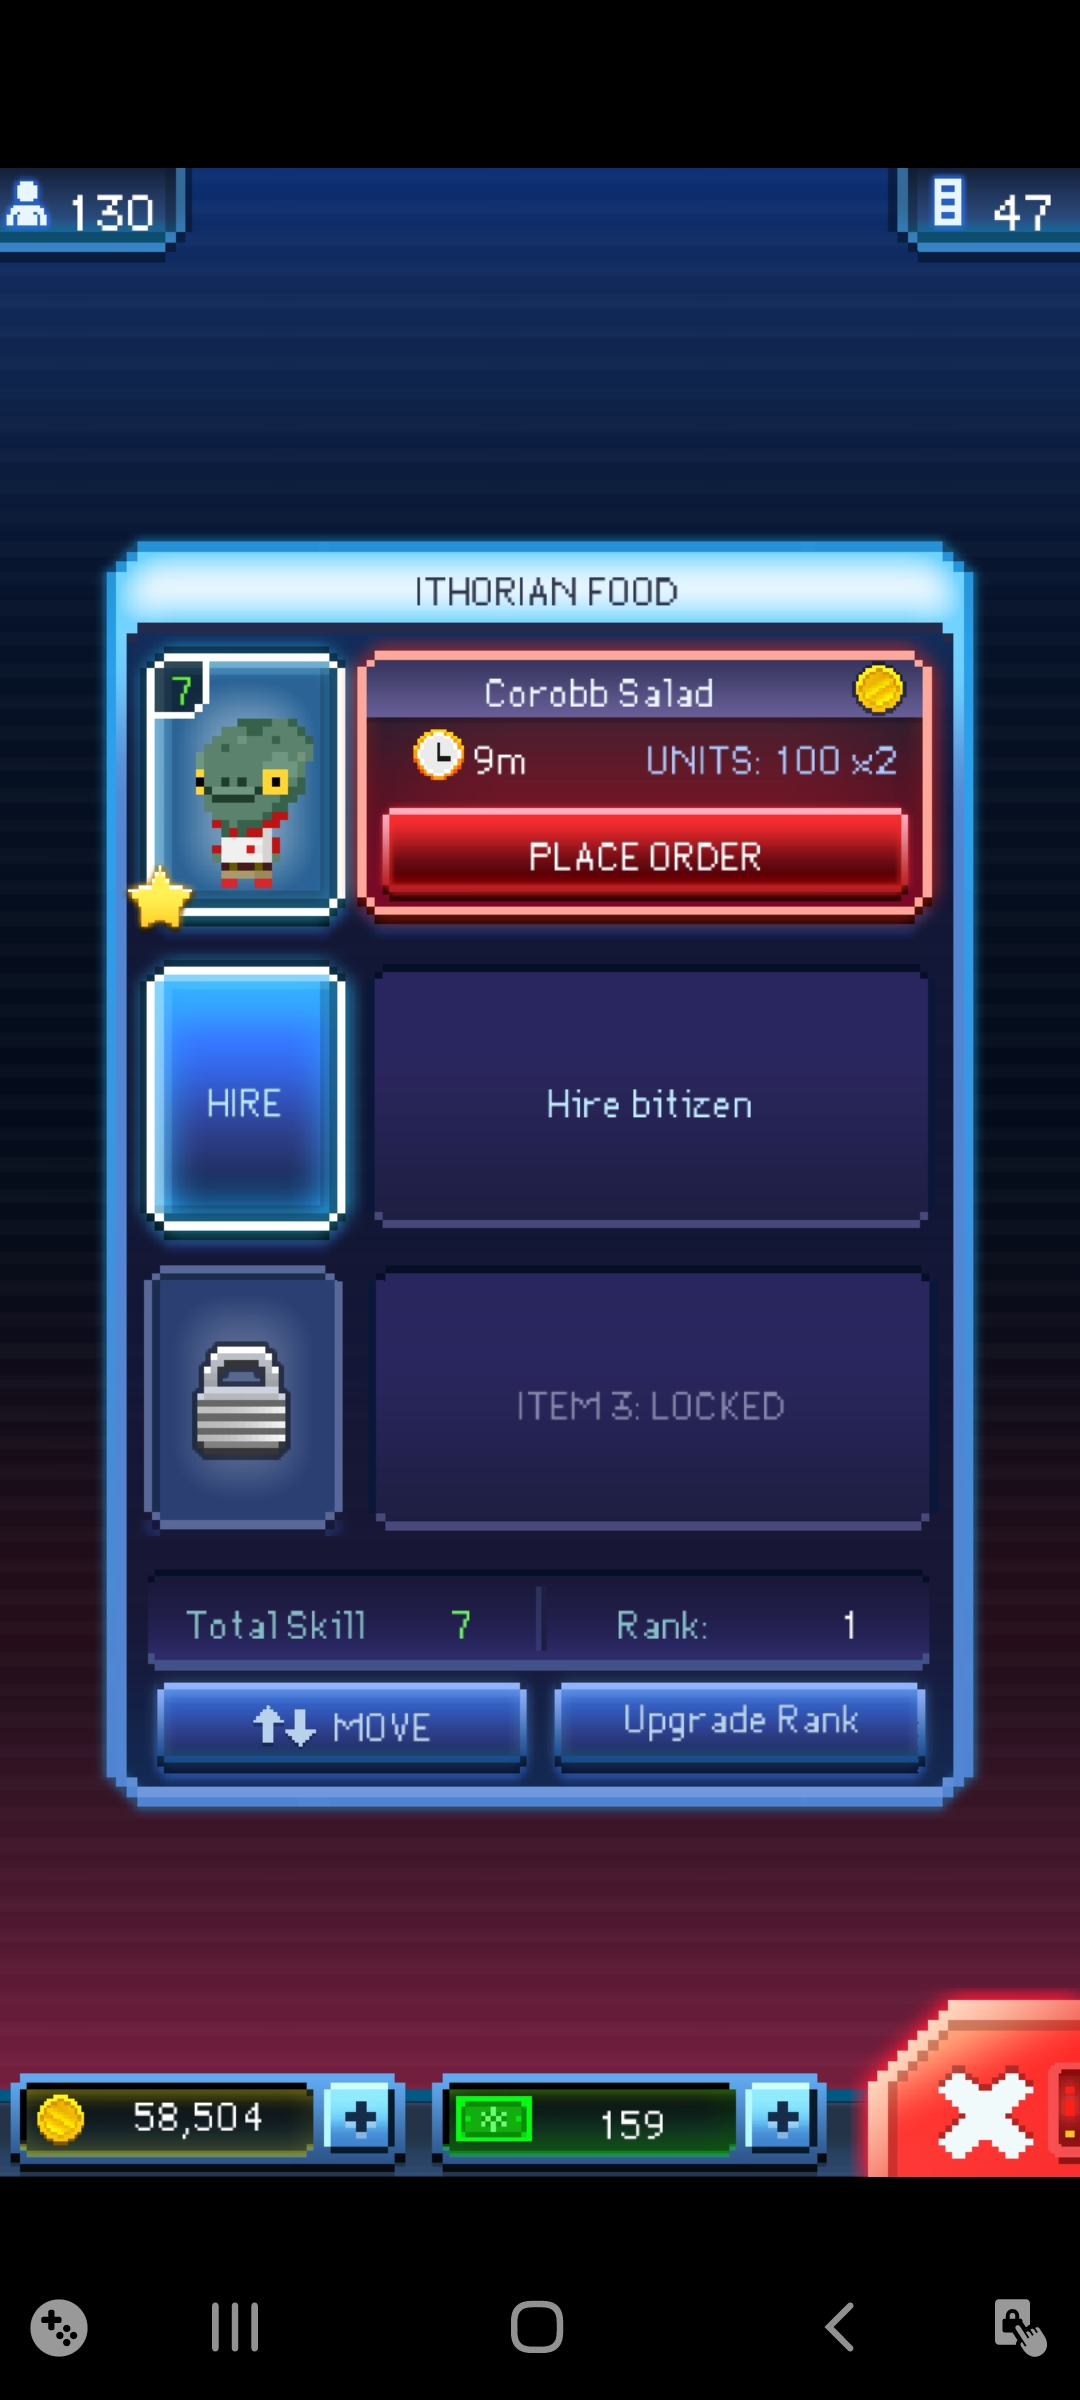 130
47
ITHORIAN FOOD
7
Corobb Salad
9m
UNITS: 100 x2
PLACE ORDER
HIRE
Hire bitizen
ITEM 3: LOCKED
Total Skill 7
Rank: 1
MOVE
Upgrade Rank
58,504
159